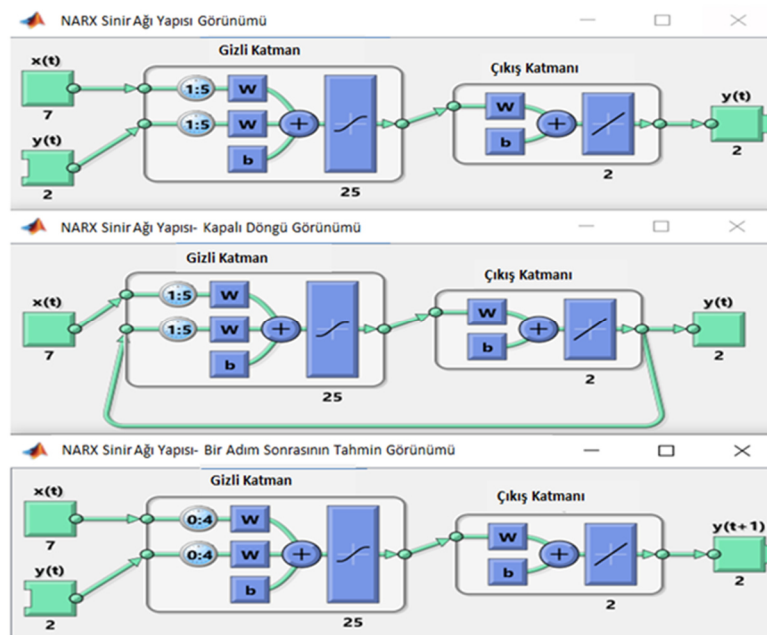 NARX Sinir Ağı Yapısı Görünümü
Gizli Katman
Çıkış Katmanı
x(t)
7
y(t)
2
1:5
W
1:5
W
b
25
W
b
2
y(t)
2
NARX Sinir Ağı Yapısı- Kapalı Döngü Görünümü
Gizli Katman
Çıkış Katmanı
x(t)
7
1:5
W
1:5
W
b
25
W
b
2
y(t)
2
NARX Sinir Ağı Yapısı- Bir Adım Sonrasının Tahmin Görünümü
Gizli Katman
Çıkış Katmanı
x(t)
7
y(t)
2
0:4
W
0:4
W
b
25
W
b
2
y(t+1)
2